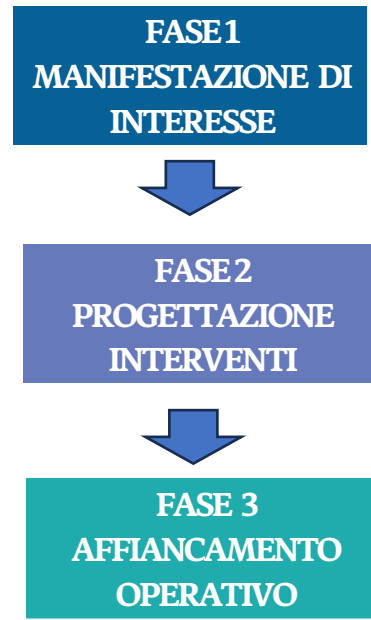 FASE 1
MANIFESTAZIONE DI
INTERESSE
FASE 2
PROGETTAZIONE
INTERVENTI
FASE 3
AFFIANCAMENTO
OPERATIVO